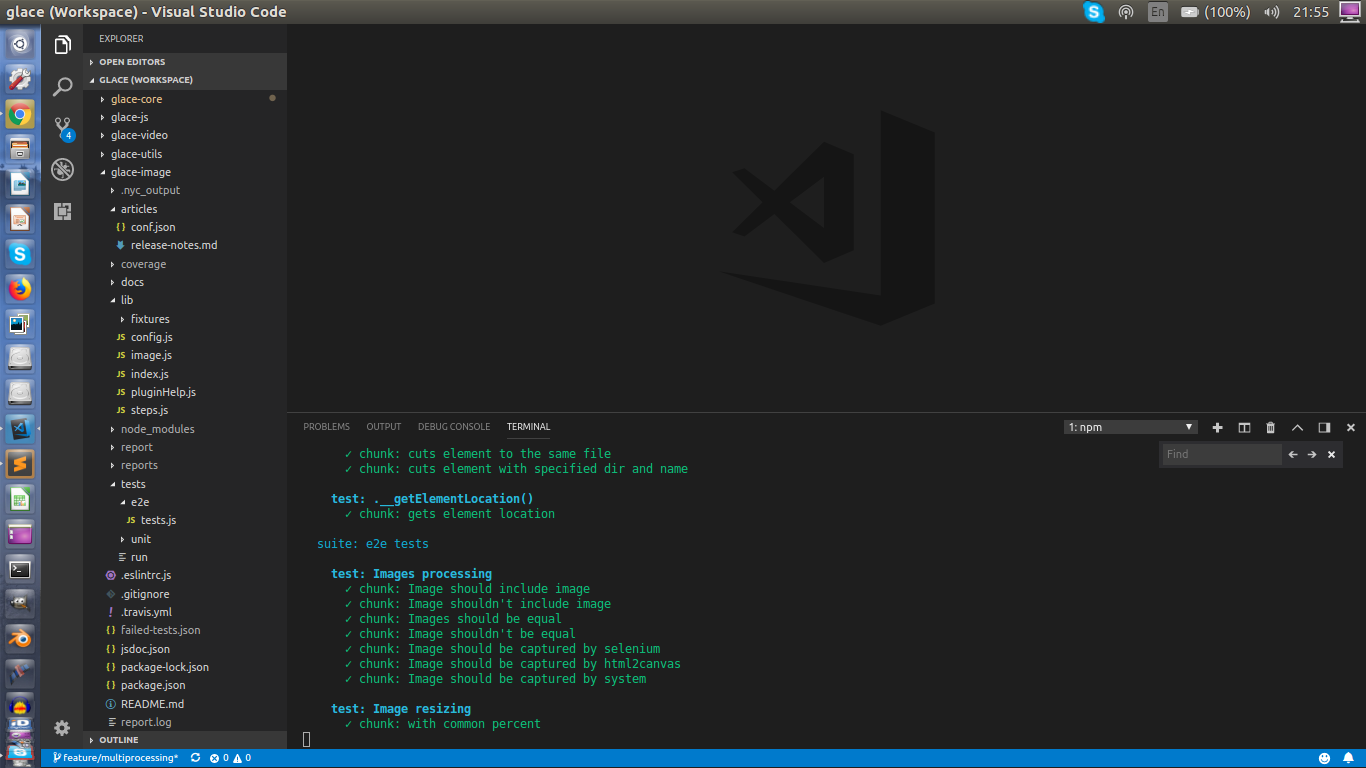 glace (Workspace) - Visual Studio Code
En (100%) 21:55
EXPLORER
OPEN EDITORS
GLACE (WORKSPACE)
glace-core
glace-js
glace-video
glace-utils
glace-image
.nyc_output
articles
{} conf.json
release-notes.md
coverage
docs
lib
fixtures
JS config.js
JS image.js
JS index.js
JS pluginHelp.js
JS steps.js
node_modules
report
reports
tests
e2e
JS tests.js
unit
run
.eslintrc.js
.gitignore
! .travis.yml
{} failed-tests.json
{} jsdoc.json
{} package-lock.json
{} package.json
README.md
report.log
OUTLINE
4
PROBLEMS OUTPUT DEBUG CONSOLE TERMINAL
1: npm
Find
✓ chunk: cuts element to the same file
✓ chunk: cuts element with specified dir and name
test: .__getElementLocation()
✓ chunk: gets element location
suite: e2e tests
test: Images processing
✓ chunk: Image should include image
✓ chunk: Image shouldn't include image
✓ chunk: Images should be equal
✓ chunk: Image shouldn't be equal
✓ chunk: Image should be captured by selenium
✓ chunk: Image should be captured by html2canvas
✓ chunk: Image should be captured by system
test: Image resizing
✓ chunk: with common percent
feature/multiprocessing* 0 0